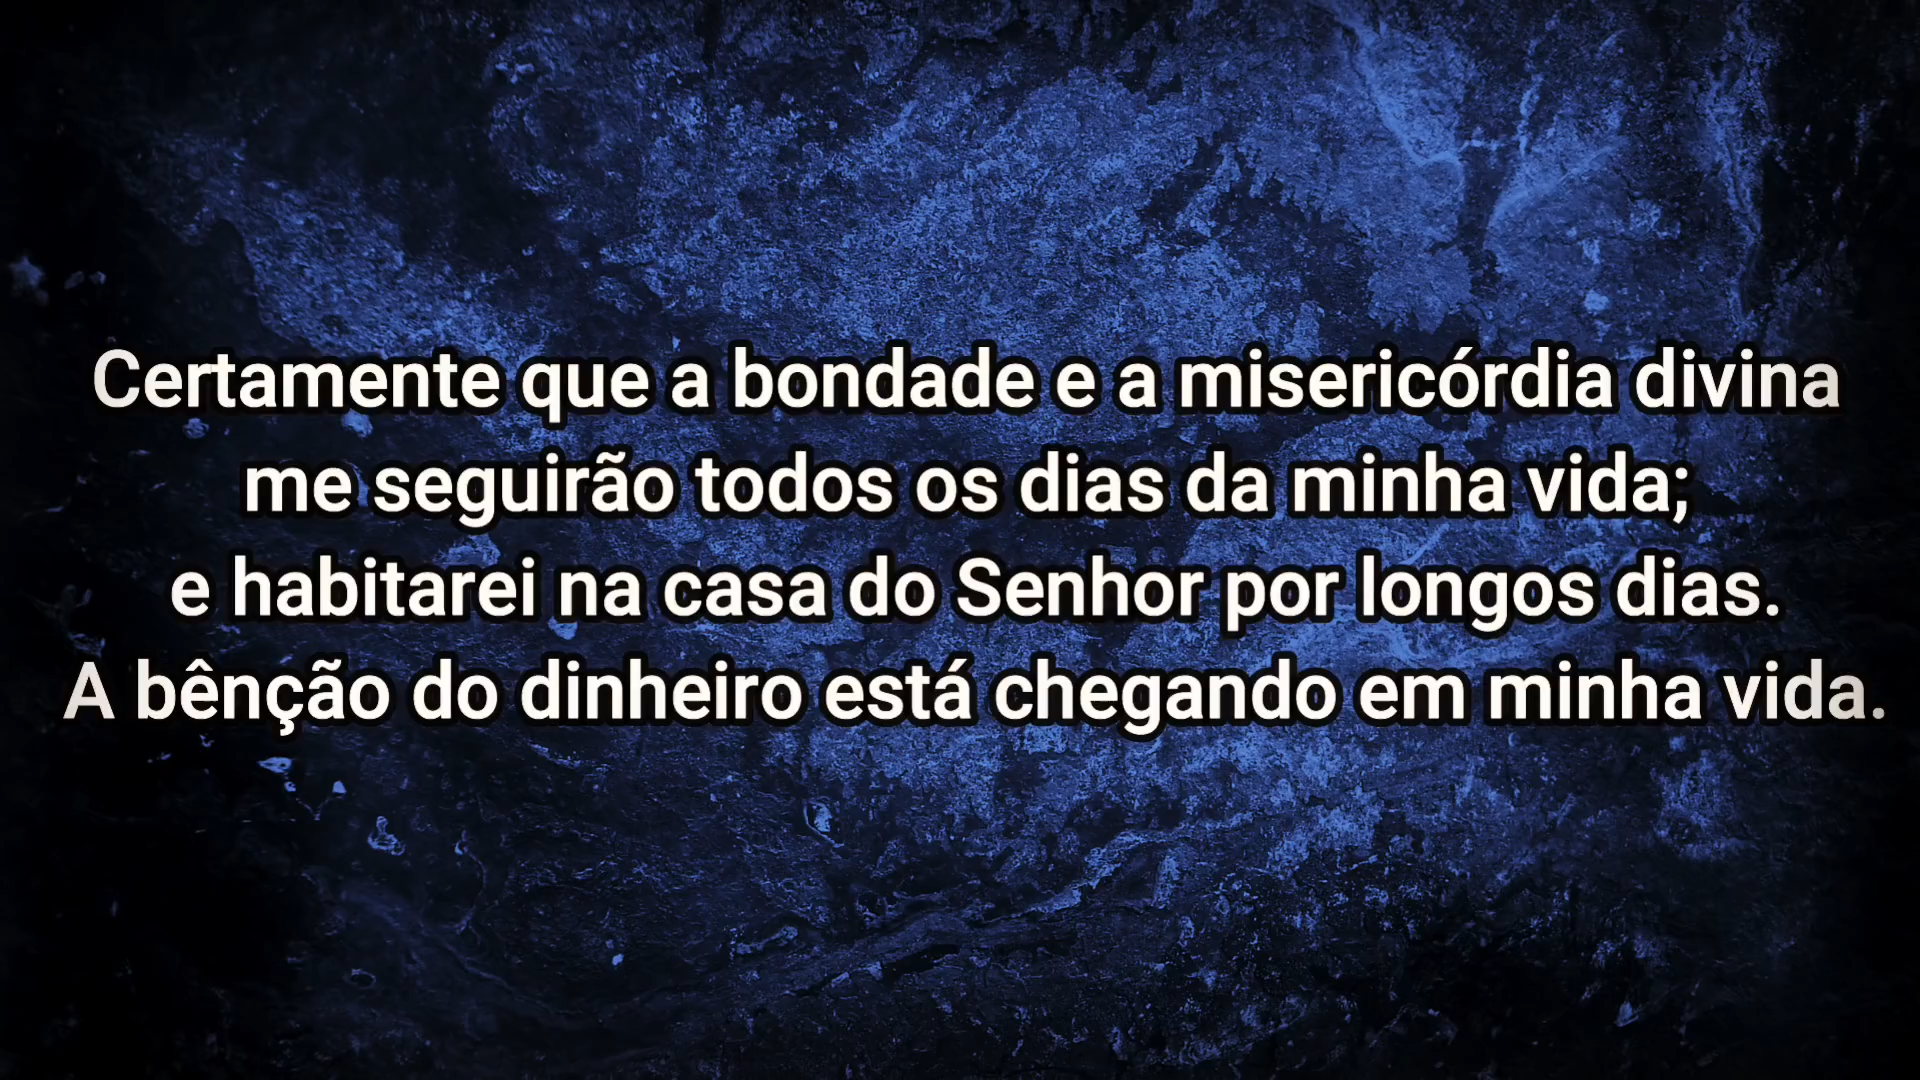 Certamente que a bondade e a misericórdia divina
me seguirão todos os dias da minha vida;
e habitarei na casa do Senhor por longos dias.
A bênção do dinheiro está chegando em minha vida.